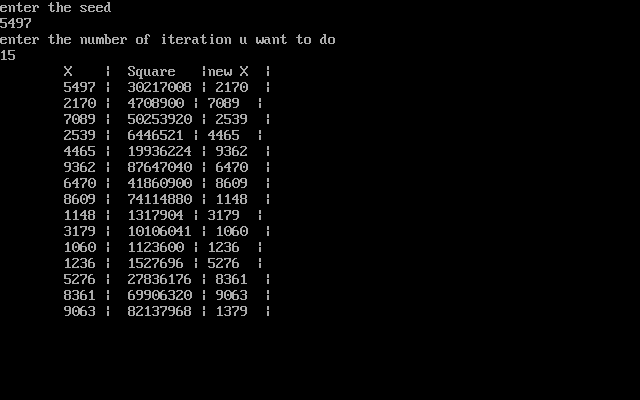 enter the seed
5497
enter the number of iteration u want to do
15
X | Square |new X |
5497 | 30217008 | 2170 |
2170 | 4708900 | 7089 |
7089 | 50253920 | 2539 |
2539 | 6446521 | 4465 |
4465 | 19936224 | 9362 |
9362 | 87647040 | 6470 |
6470 | 41860900 | 8609 |
8609 | 74114880 | 1148 |
1148 | 1317904 | 3179 |
3179 | 10106041 | 1060 |
1060 | 1123600 | 1236 |
1236 | 1527696 | 5276 |
5276 | 27836176 | 8361 |
8361 | 69906320 | 9063 |
9063 | 82137968 | 1379 |